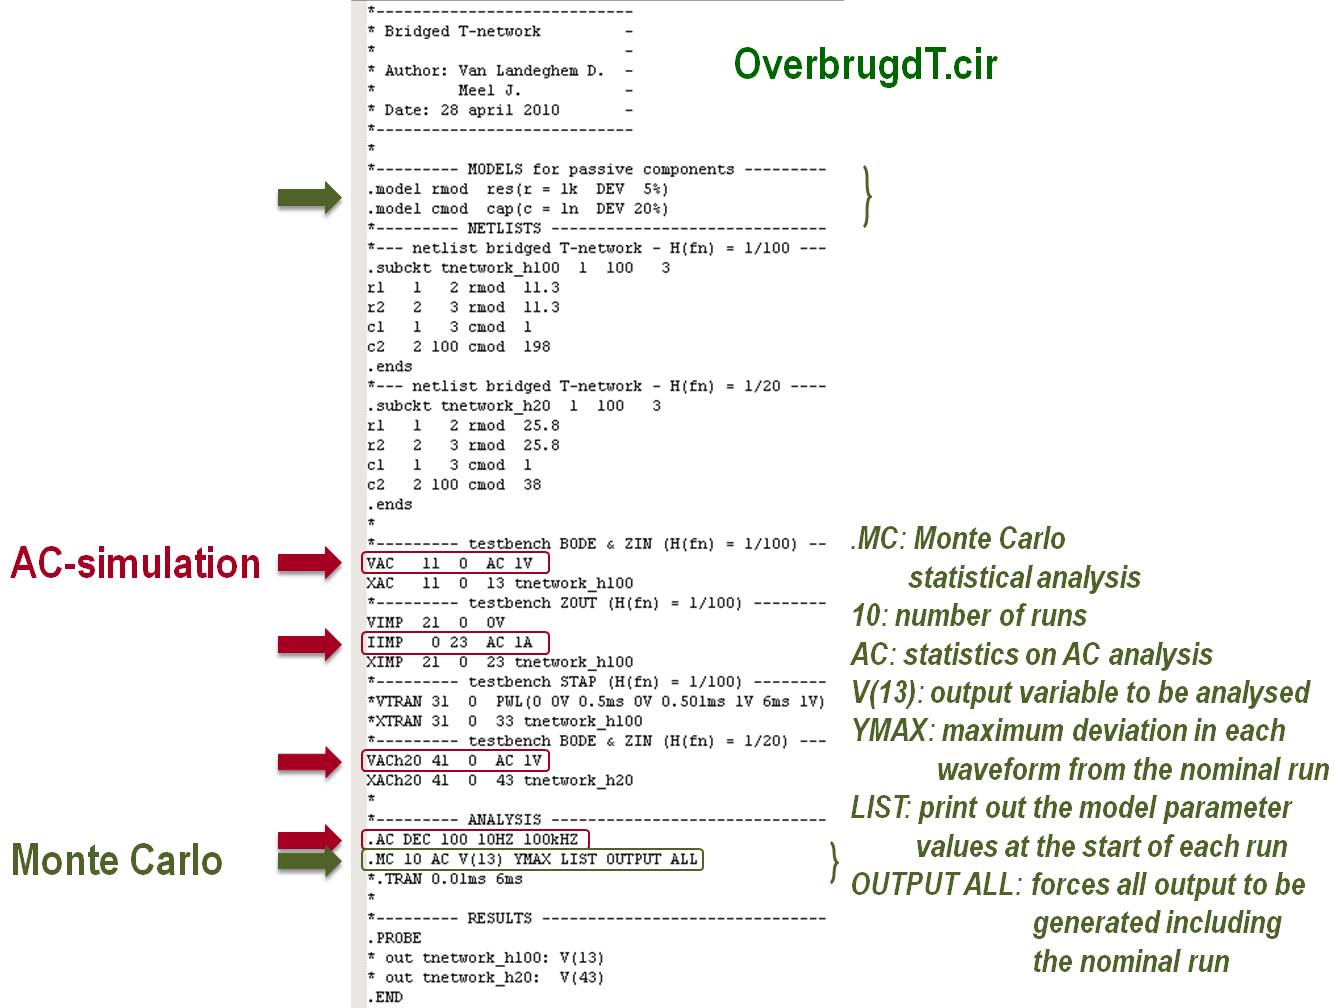 *----------------------------
* Bridged T-network         -
*                           -
* Author: Van Landeghem D.  -
*         Meel J.           -
* Date: 28 april 2010       -
*----------------------------
*
OverbrugdT.cir
*--------- MODELS for passive components ---------
.model rmod  res(r = 1k  DEV  5%)
.model cmod  cap(c = 1n  DEV 20%)
*--------- NETLISTS ------------------------------
*--- netlist bridged T-network - H(fn) = 1/100 ---
.subckt tnetwork_h100  1  100   3
r1   1   2 rmod  11.3
r2   2   3 rmod  11.3
c1   1   3 cmod  1
c2   2 100 cmod  198
.ends
*--- netlist bridged T-network - H(fn) = 1/20 ----
.subckt tnetwork_h20  1  100   3
r1   1   2 rmod  25.8
r2   2   3 rmod  25.8
c1   1   3 cmod  1
c2   2 100 cmod  38
.ends
*
*--------- testbench BODE & ZIN (H(fn) = 1/100) --
AC-simulation
VAC   11  0  AC 1V
XAC   11  0  13 tnetwork_h100
*--------- testbench ZOUT (H(fn) = 1/100) --------
VIMP  21  0  0V
IIMP   0 23  AC 1A
XIMP  21  0  23 tnetwork_h100
*--------- testbench STAP (H(fn) = 1/100) --------
*VTRAN 31  0  PWL(0 0V 0.5ms 0V 0.501ms 1V 6ms 1V)
*XTRAN 31  0  33 tnetwork_h100
*--------- testbench BODE & ZIN (H(fn) = 1/20) ---
VACh20 41  0  AC 1V
XACh20 41  0  43 tnetwork_h20
*
*--------- ANALYSIS ------------------------------
.AC DEC 100 10HZ 100kHZ
Monte Carlo
.MC 10 AC V(13) YMAX LIST OUTPUT ALL
*.TRAN 0.01ms 6ms
*
*--------- RESULTS -------------------------------
.PROBE
* out tnetwork_h100: V(13)
* out tnetwork_h20:  V(43)
.END
.MC: Monte Carlo
statistical analysis
10: number of runs
AC: statistics on AC analysis
V(13): output variable to be analysed
YMAX: maximum deviation in each
waveform from the nominal run
LIST: print out the model parameter
values at the start of each run
OUTPUT ALL: forces all output to be
generated including
the nominal run